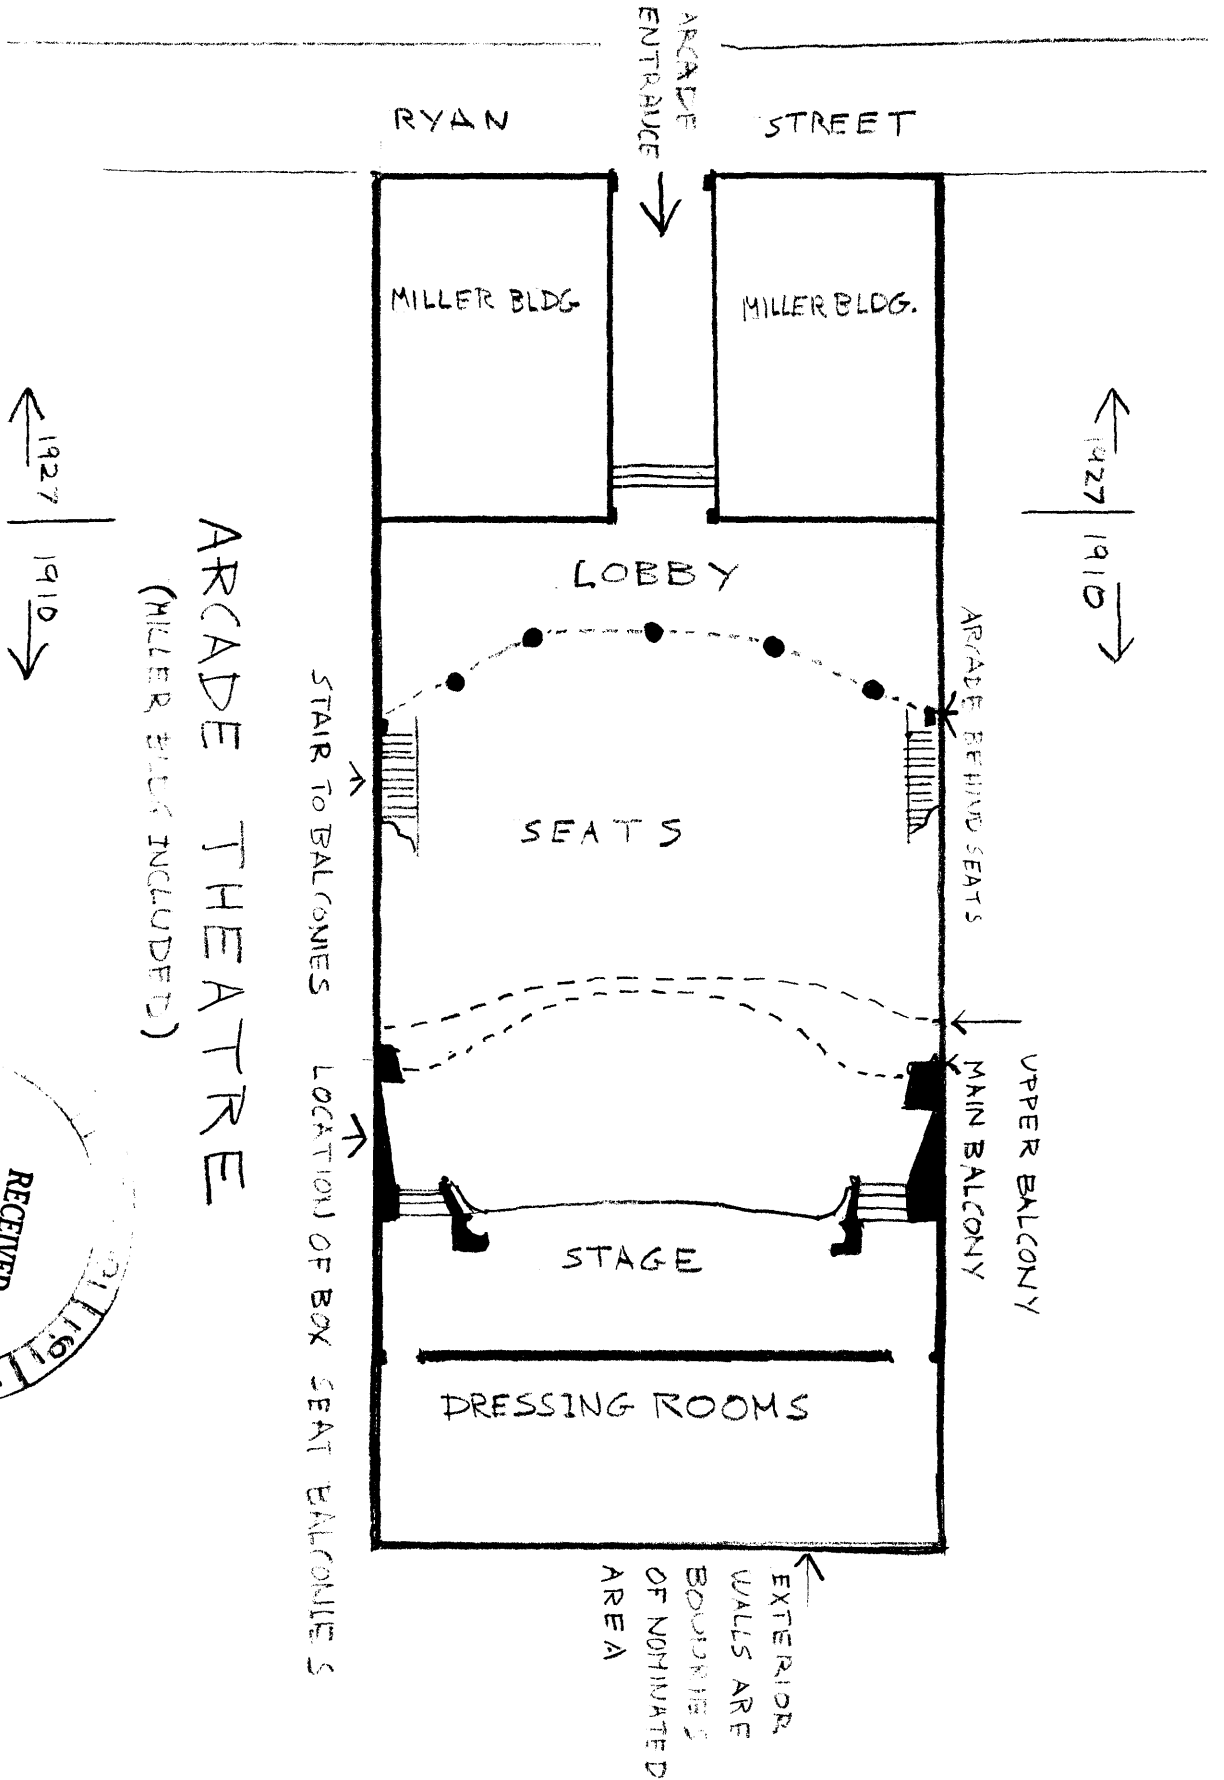 ARCADE
ENTRANCE
RYAN STREET
MILLER BLDG
MILLER BLDG.
1927 | 1910
1927 | 1910
LOBBY
ARCADE BEHIND SEATS
SEATS
STAIR TO BALCONIES
ARCADE THEATRE
(MILLER BLDG INCLUDED)
UPPER BALCONY
MAIN BALCONY
LOCATION OF BOX SEAT BALCONIES
STAGE
DRESSING ROOMS
EXTERIOR
WALLS ARE
BOUNDRIES
OF NOMINATED
AREA
RECEIVED